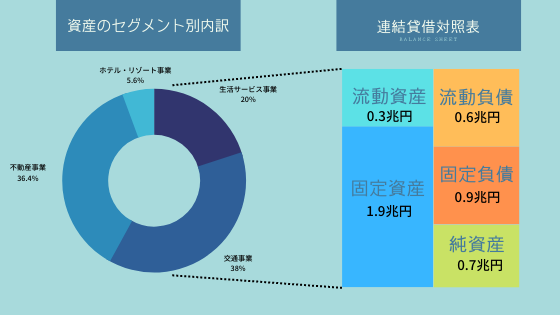 資産のセグメント別内訳
連結貸借対照表
BALANCE SHEET
ホテル・リゾート事業
5.6%
生活サービス事業
20%
不動産事業
36.4%
交通事業
38%
流動資産
0.3兆円
流動負債
0.6兆円
固定資産
1.9兆円
固定負債
0.9兆円
純資産
0.7兆円